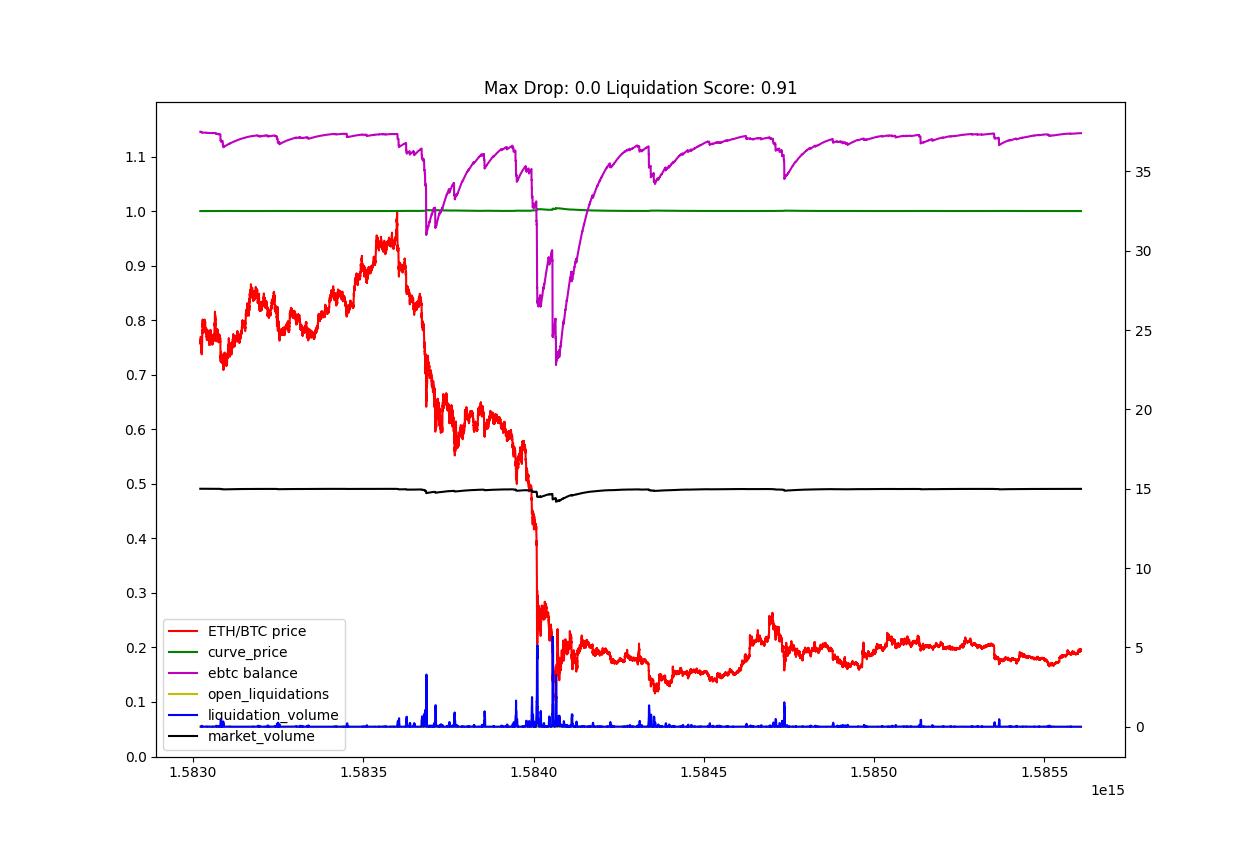 Max Drop: 0.0 Liquidation Score: 0.91
1.1
1.0
0.9
0.8
0.7
0.6
0.5
0.4
0.3
0.2
0.1
0.0
35
30
25
20
15
10
5
0
ETH/BTC price
curve_price
ebtc balance
open_liquidations
liquidation_volume
market_volume
1.5830 1.5835 1.5840 1.5845 1.5850 1.5855
1e15